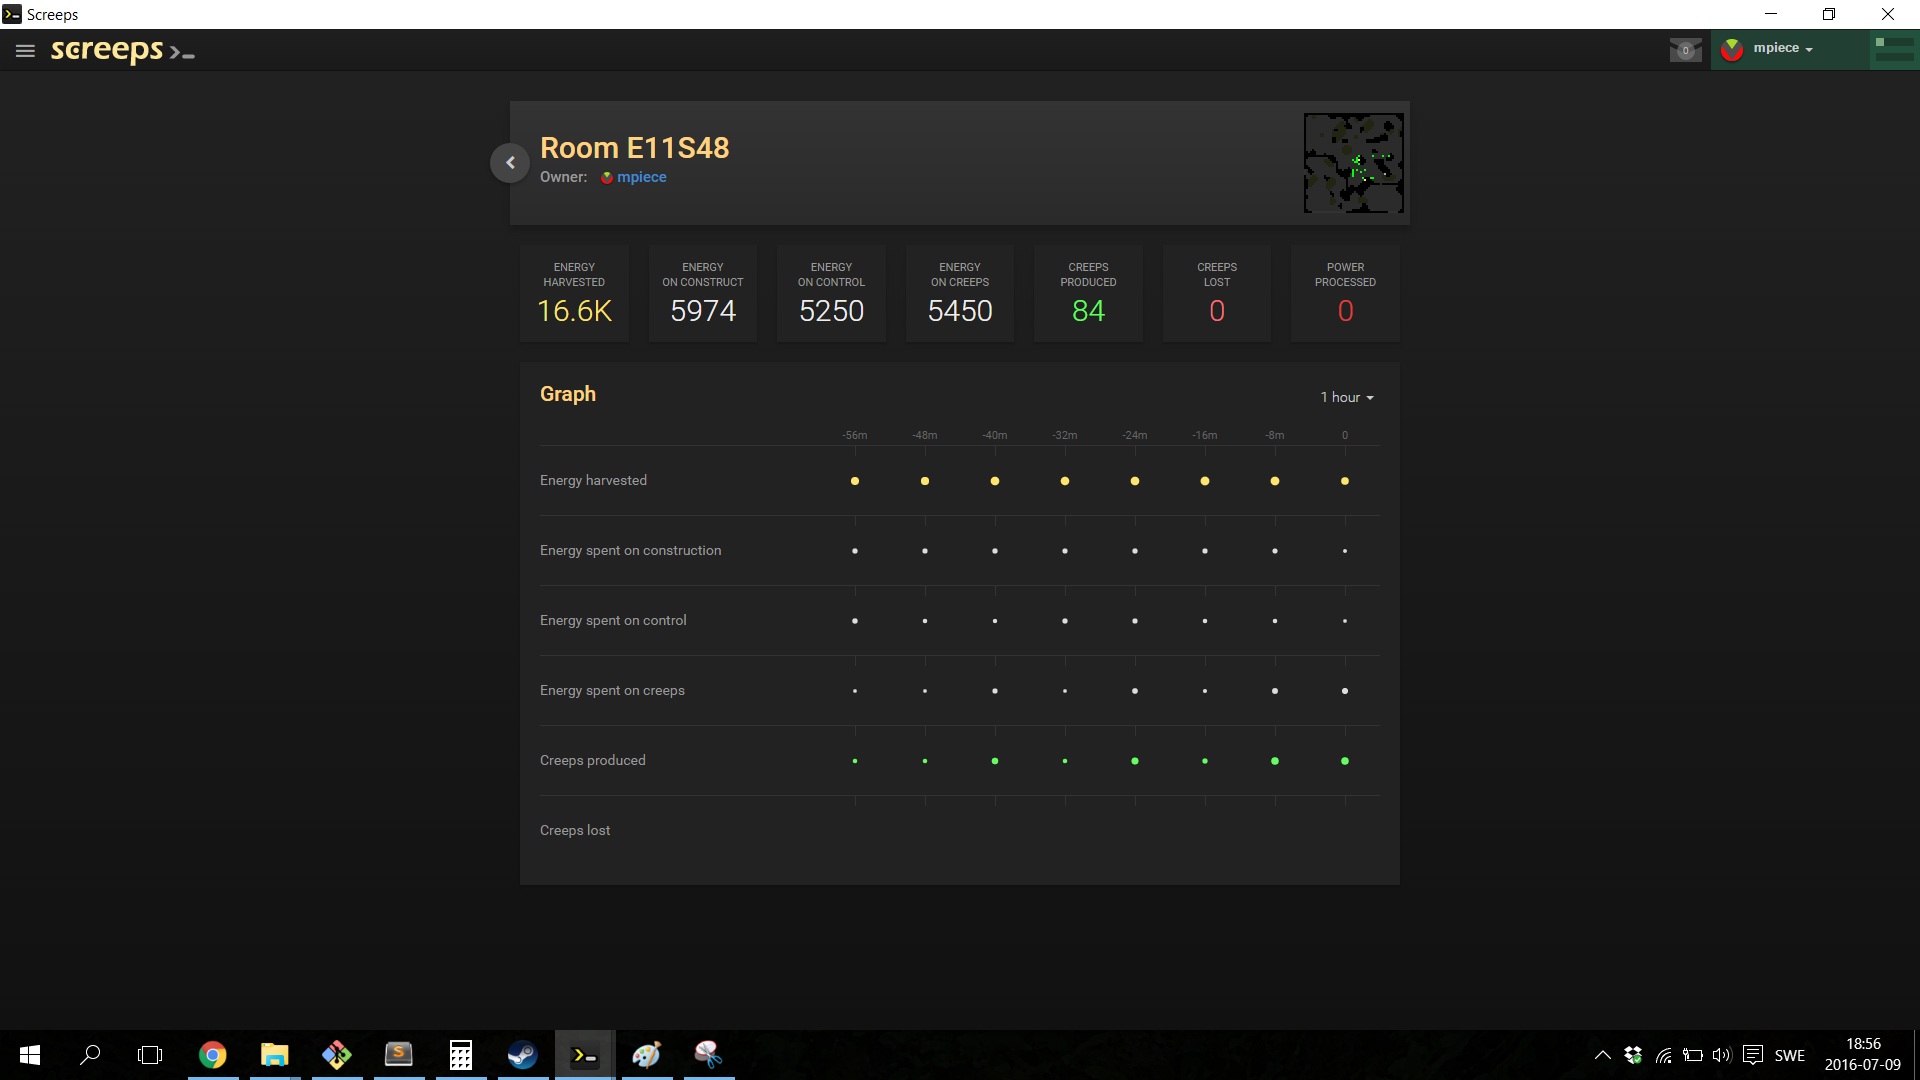 Screeps
screeps
0
mpiece
Room E11S48
Owner: mpiece
ENERGY HARVESTED
16.6K
ENERGY ON CONSTRUCT
5974
ENERGY ON CONTROL
5250
ENERGY ON CREEPS
5450
CREEPS PRODUCED
84
CREEPS LOST
0
POWER PROCESSED
0
Graph
1 hour
-56m -48m -40m -32m -24m -16m -8m 0
Energy harvested
Energy spent on construction
Energy spent on control
Energy spent on creeps
Creeps produced
Creeps lost
SWE
18:56
2016-07-09